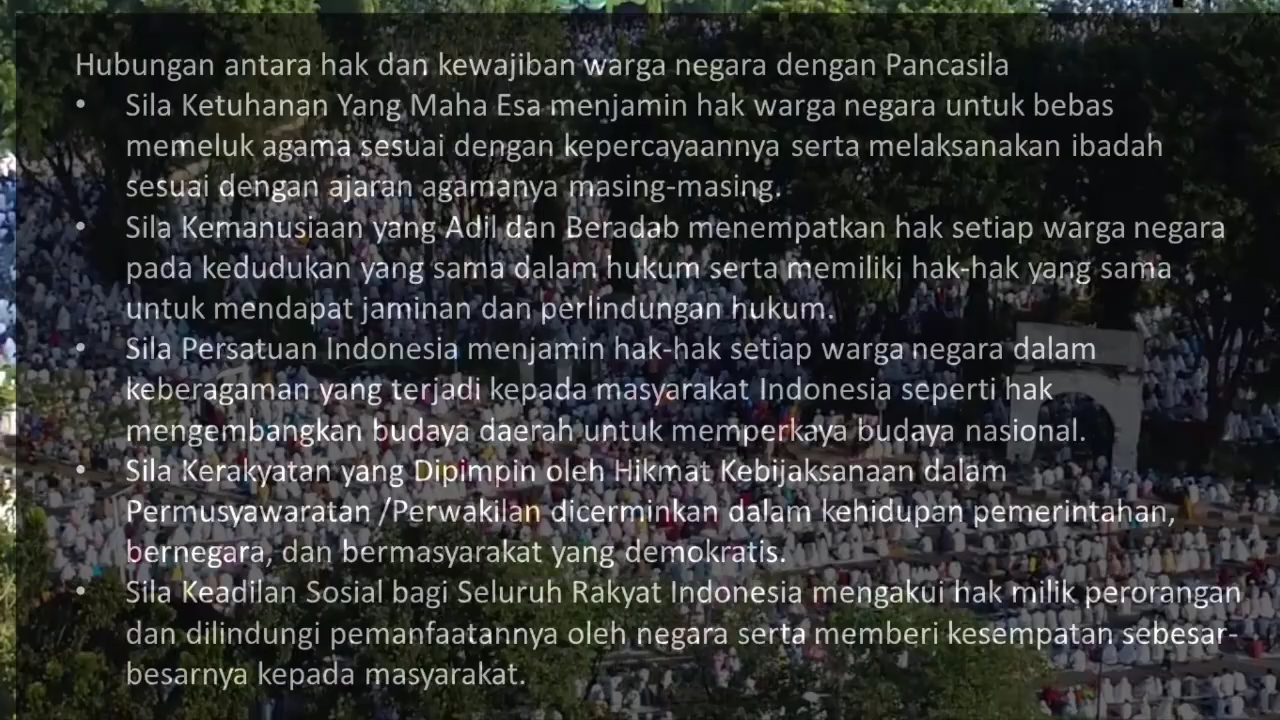 Hubungan antara hak dan kewajiban warga negara dengan Pancasila
• Sila Ketuhanan Yang Maha Esa menjamin hak warga negara untuk bebas
memeluk agama sesuai dengan kepercayaannya serta melaksanakan ibadah
sesuai dengan ajaran agamanya masing-masing.
• Sila Kemanusiaan yang Adil dan Beradab menempatkan hak setiap warga negara
pada kedudukan yang sama dalam hukum serta memiliki hak-hak yang sama
untuk mendapat jaminan dan perlindungan hukum.
• Sila Persatuan Indonesia menjamin hak-hak setiap warga negara dalam
keberagaman yang terjadi kepada masyarakat Indonesia seperti hak
mengembangkan budaya daerah untuk memperkaya budaya nasional.
• Sila Kerakyatan yang Dipimpin oleh Hikmat Kebijaksanaan dalam
Permusyawaratan /Perwakilan dicerminkan dalam kehidupan pemerintahan,
bernegara, dan bermasyarakat yang demokratis.
• Sila Keadilan Sosial bagi Seluruh Rakyat Indonesia mengakui hak milik perorangan
dan dilindungi pemanfaatannya oleh negara serta memberi kesempatan sebesar-
besarnya kepada masyarakat.